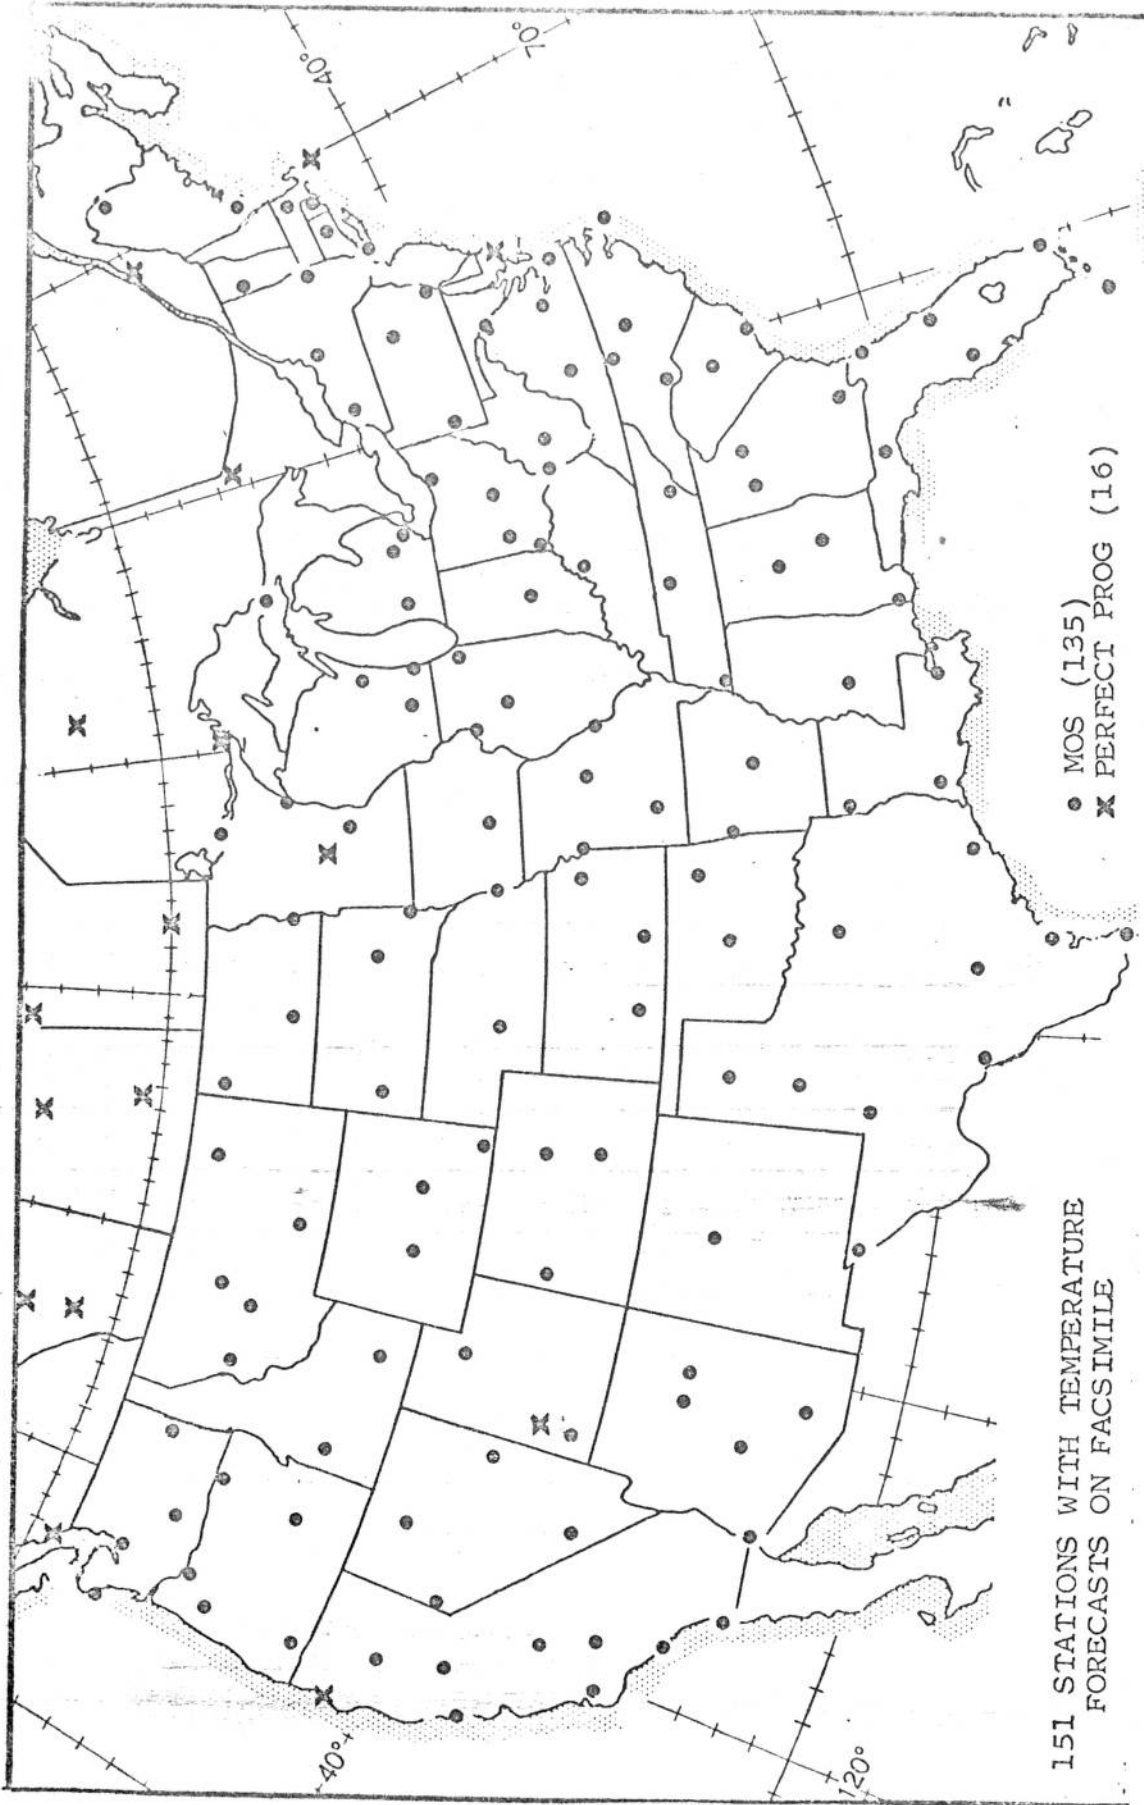 40°
70°
● MOS (135)
✖ PERFECT PROG (16)
151 STATIONS WITH TEMPERATURE
FORECASTS ON FACSIMILE
40°
120°